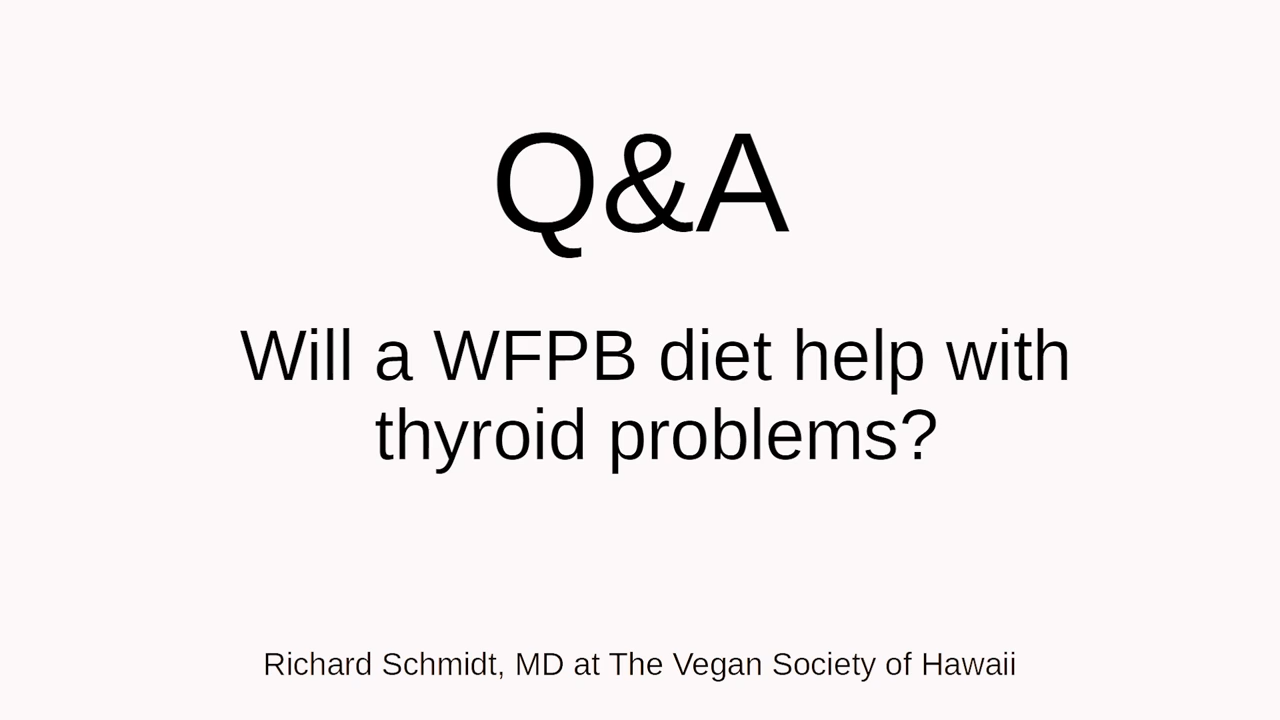 Q&A
Will a WFPB diet help with
thyroid problems?
Richard Schmidt, MD at The Vegan Society of Hawaii